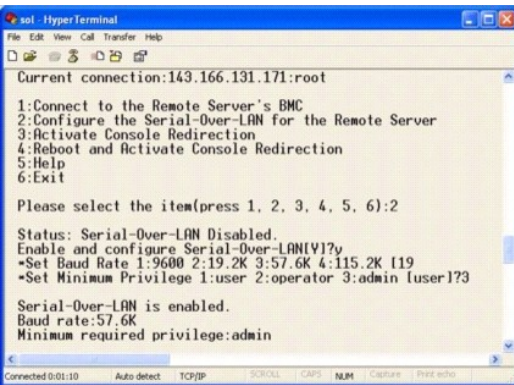 sol - HyperTerminal
File Edit View Call Transfer Help
Current connection:143.166.131.171:root
1:Connect to the Remote Server's BMC
2:Configure the Serial-Over-LAN for the Remote Server
3:Activate Console Redirection
4:Reboot and Activate Console Redirection
5:Help
6:Exit
Please select the item(press 1, 2, 3, 4, 5, 6):2
Status: Serial-Over-LAN Disabled.
Enable and configure Serial-Over-LAN[Y]?y
*Set Baud Rate 1:9600 2:19.2K 3:57.6K 4:115.2K [19
*Set Minimum Privilege 1:user 2:operator 3:admin [user]?3
Serial-Over-LAN is enabled.
Baud rate:57.6K
Minimum required privilege:admin
Connected 0:01:10 Auto detect TCP/IP SCROLL CAPS NUM Capture Print echo